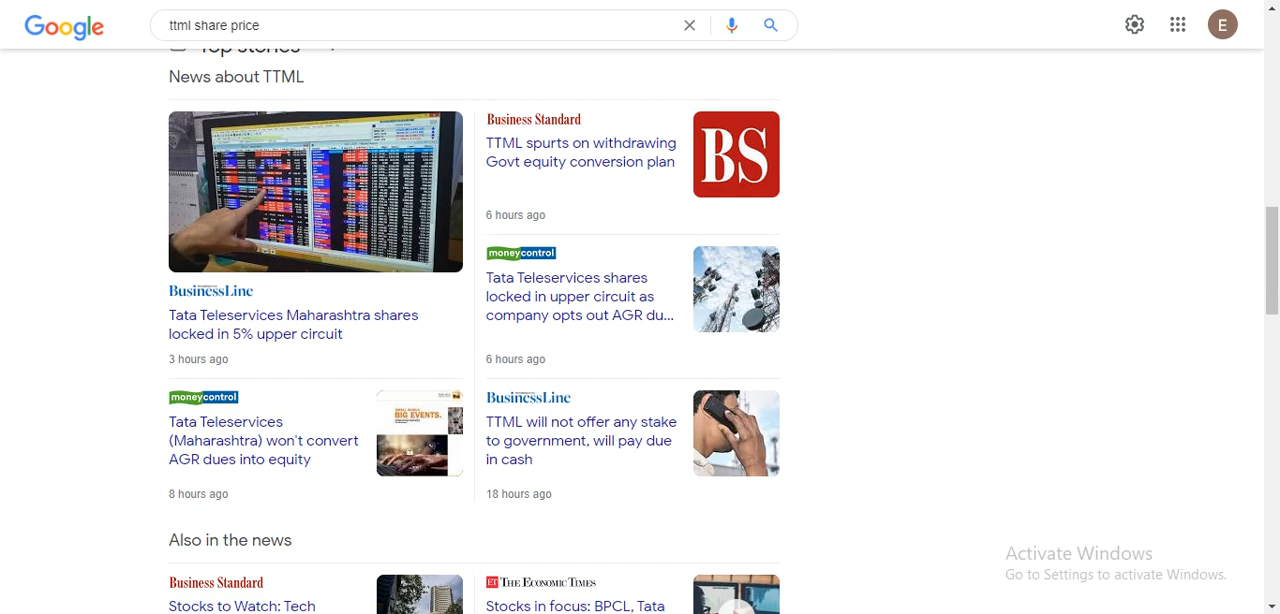 Google
ttml share price
E
Top stories
News about TTML
BusinessLine
Tata Teleservices Maharashtra shares
locked in 5% upper circuit
3 hours ago
Business Standard
TTML spurts on withdrawing
Govt equity conversion plan
BS
6 hours ago
moneycontrol
Tata Teleservices shares
locked in upper circuit as
company opts out AGR du...
6 hours ago
moneycontrol
Tata Teleservices
(Maharashtra) won't convert
AGR dues into equity
BIG EVENTS.
8 hours ago
BusinessLine
TTML will not offer any stake
to government, will pay due
in cash
18 hours ago
Also in the news
Business Standard
Stocks to Watch: Tech
ET THE ECONOMIC TIMES
Stocks in focus: BPCL, Tata
Activate Windows
Go to Settings to activate Windows.